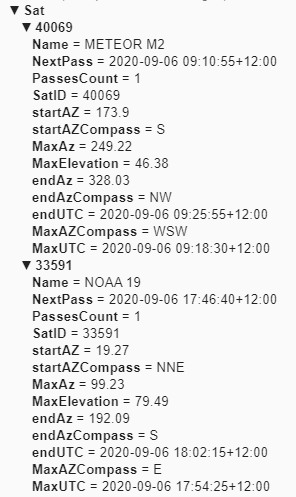 ▼ Sat
▼ 40069
Name = METEOR M2
NextPass = 2020-09-06 09:10:55+12:00
PassesCount = 1
SatID = 40069
startAZ = 173.9
startAZCompass = S
MaxAz = 249.22
MaxElevation = 46.38
endAz = 328.03
endAzCompass = NW
endUTC = 2020-09-06 09:25:55+12:00
MaxAZCompass = WSW
MaxUTC = 2020-09-06 09:18:30+12:00
▼ 33591
Name = NOAA 19
NextPass = 2020-09-06 17:46:40+12:00
PassesCount = 1
SatID = 33591
startAZ = 19.27
startAZCompass = NNE
MaxAz = 99.23
MaxElevation = 79.49
endAz = 192.09
endAzCompass = S
endUTC = 2020-09-06 18:02:15+12:00
MaxAZCompass = E
MaxUTC = 2020-09-06 17:54:25+12:00